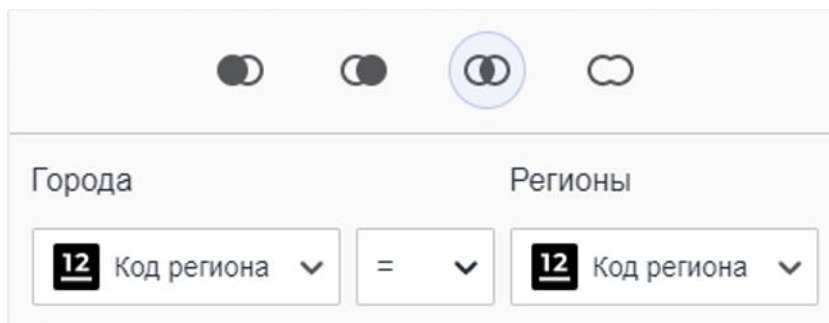 Города Регионы
12 Код региона = 12 Код региона